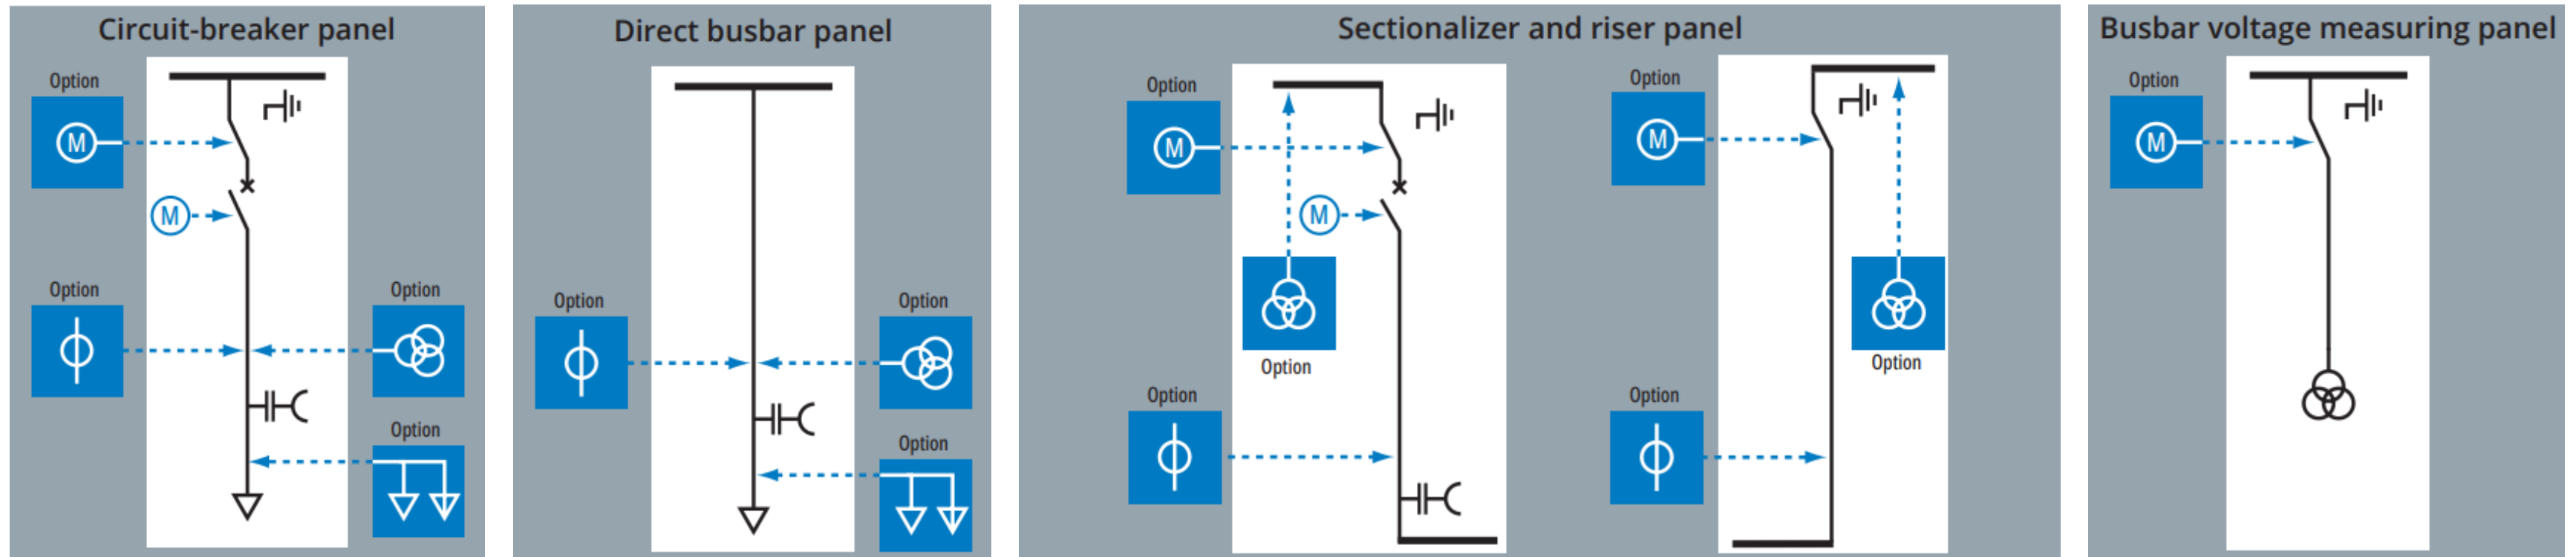 Circuit-breaker panel
Option
M
M
Option
Option
Option
Direct busbar panel
Option
Option
Option
Sectionalizer and riser panel
Option
M
M
Option
Option
Option
M
Option
Option
Busbar voltage measuring panel
Option
M